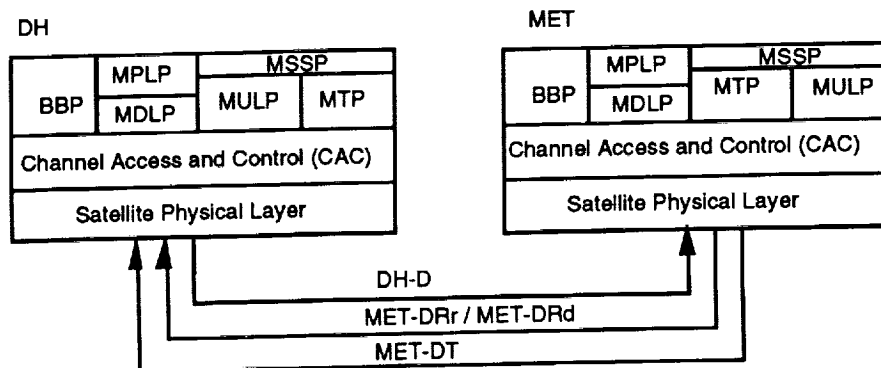 DH
MET
MPLP
MSSP
BBP
MDLP
MULP
MTP
Channel Access and Control (CAC)
Satellite Physical Layer
MPLP
MSSP
BBP
MDLP
MTP
MULP
Channel Access and Control (CAC)
Satellite Physical Layer
DH-D
MET-DRr / MET-DRd
MET-DT